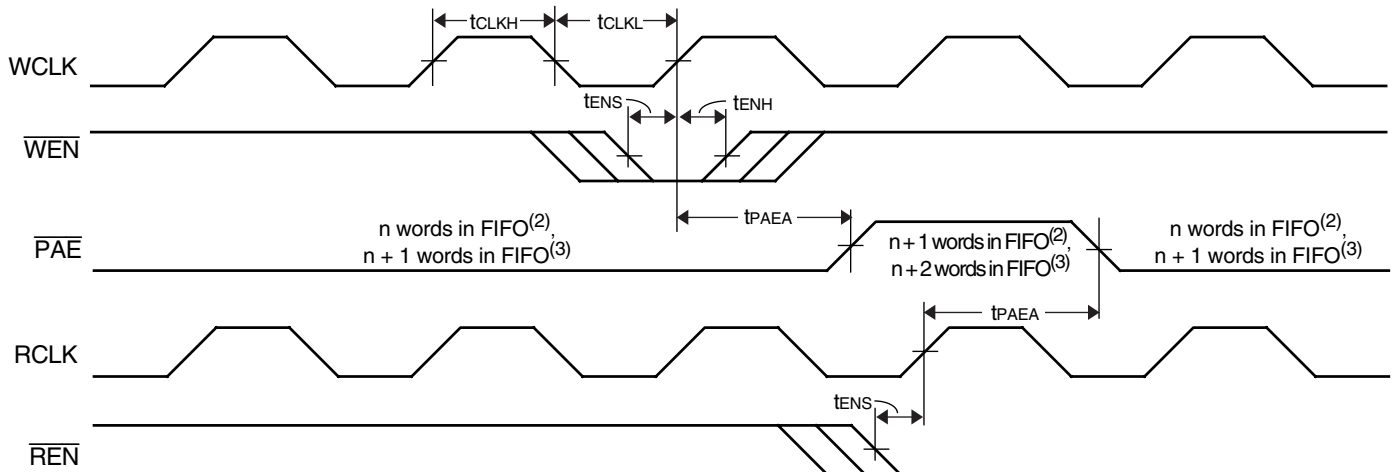 tCLKH tCLKL
WCLK
tENS tENH
WEN
tPAEA
PAE
n words in FIFO(2),
n + 1 words in FIFO(3)
n + 1 words in FIFO(2),
n + 2 words in FIFO(3)
n words in FIFO(2),
n + 1 words in FIFO(3)
tPAEA
RCLK
tENS
REN